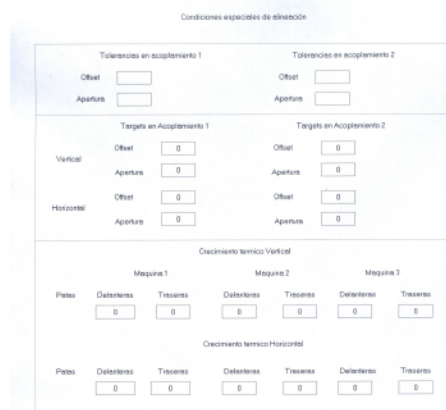 Condiciones especiales de alineación
Tolerancias en acoplamiento 1 Tolerancias en acoplamiento 2
Offset Offset
Apertura Apertura
Targets en Acoplamiento 1 Targets en Acoplamiento 2
Offset 0 Offset 0
Vertical
Apertura 0 Apertura 0
Offset 0 Offset 0
Horizontal
Apertura 0 Apertura 0
Crecimiento termico Vertical
Maquina 1 Maquina 2 Maquina 3
Patas Delanteras Traseras Delanteras Traseras Delanteras Traseras
0 0 0 0 0 0
Crecimiento termico Horizontal
Patas Delanteras Traseras Delanteras Traseras Delanteras Traseras
0 0 0 0 0 0